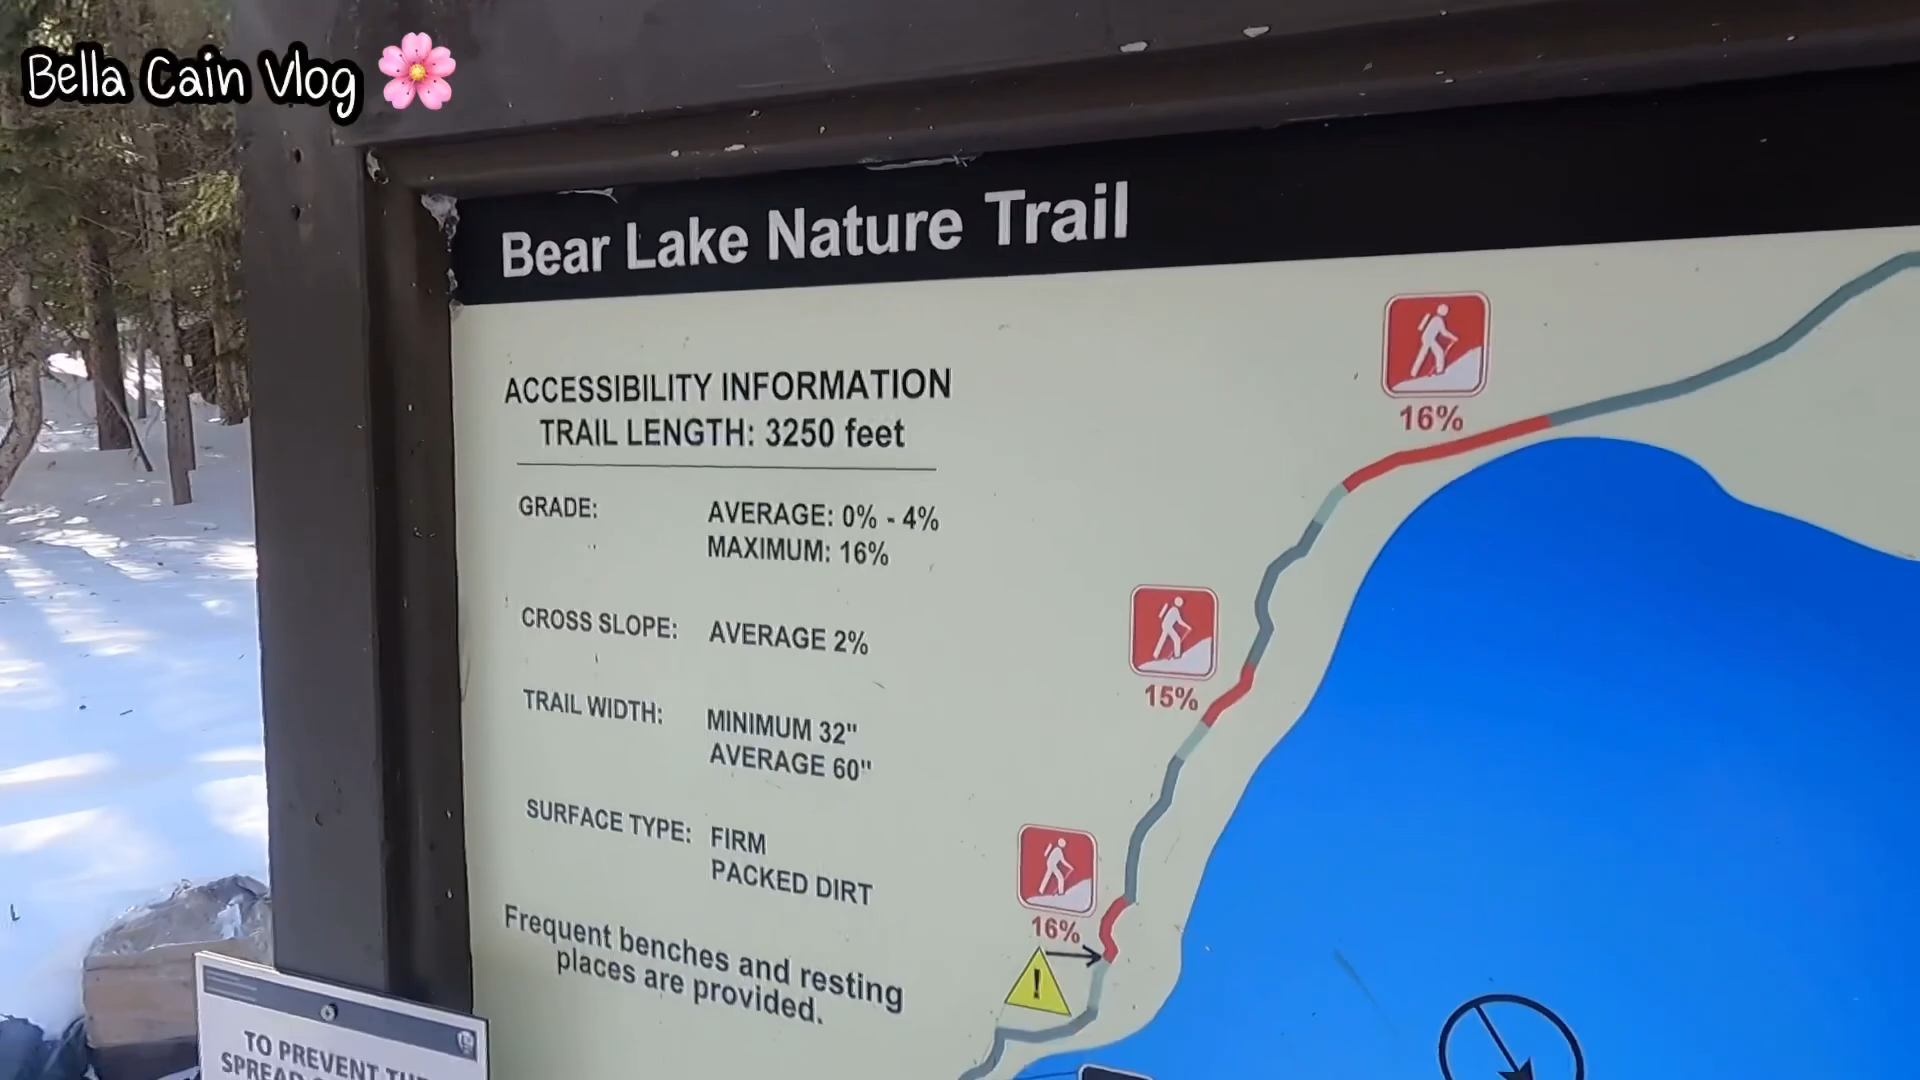 Bella Cain Vlog
Bear Lake Nature Trail
ACCESSIBILITY INFORMATION
TRAIL LENGTH: 3250 feet
GRADE: AVERAGE: 0% - 4%
MAXIMUM: 16%
CROSS SLOPE: AVERAGE 2%
TRAIL WIDTH: MINIMUM 32"
AVERAGE 60"
SURFACE TYPE: FIRM
PACKED DIRT
Frequent benches and resting
places are provided.
16%
15%
16%
!
TO PREVENT
SPREAD